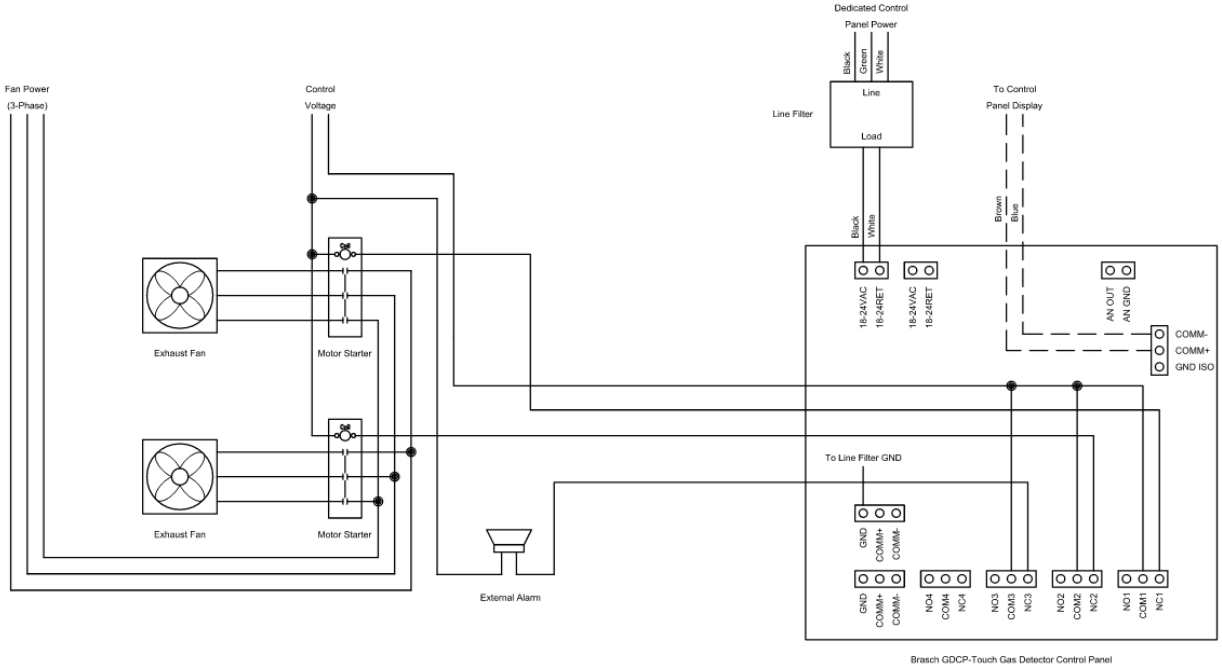 Dedicated Control
Panel Power
Black
Green
White
Fan Power
(3-Phase)
Control
Voltage
Line
Line Filter
Load
To Control
Panel Display
Black
White
Brown
Blue
Coil
Exhaust Fan
Motor Starter
18-24VAC
18-24RET
18-24VAC
18-24RET
AN OUT
AN GND
COMM-
COMM+
GND ISO
Coil
Exhaust Fan
Motor Starter
To Line Filter GND
GND
COMM+
COMM-
External Alarm
GND
COMM+
COMM-
NO4
COM4
NC4
NO3
COM3
NC3
NO2
COM2
NC2
NO1
COM1
NC1
Brasch GDCP-Touch Gas Detector Control Panel